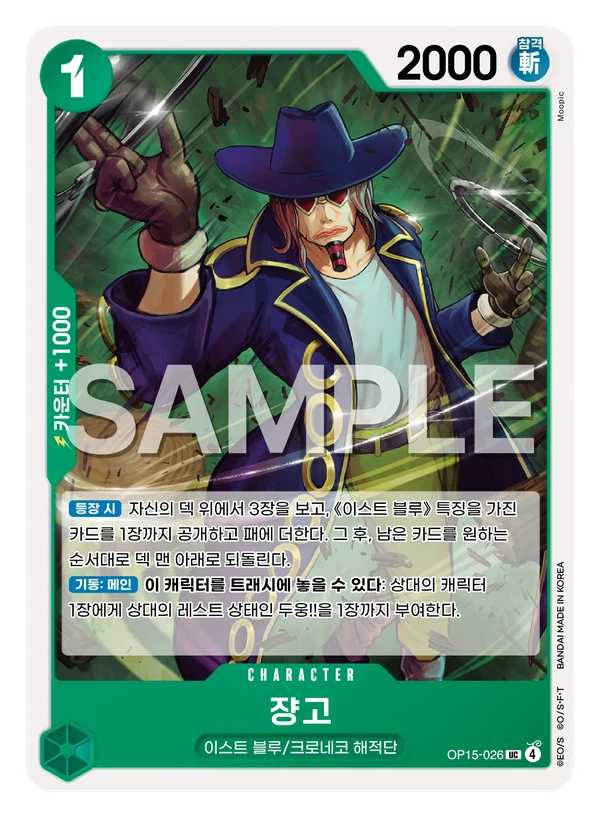 1
2000
참격
斬
Moopic
⚡카운터 +1000
SAMPLE
등장 시 자신의 덱 위에서 3장을 보고, 《이스트 블루》 특징을 가진
카드를 1장까지 공개하고 패에 더한다. 그 후, 남은 카드를 원하는
순서대로 덱 맨 아래로 되돌린다.
기동: 메인 이 캐릭터를 트래시에 놓을 수 있다: 상대의 캐릭터
1장에게 상대의 레스트 상태인 두웅!!을 1장까지 부여한다.
CHARACTER
쟝고
이스트 블루/크로네코 해적단
OP15-026 UC 4
©EO/S ©O/S·F·T BANDAI MADE IN KOREA